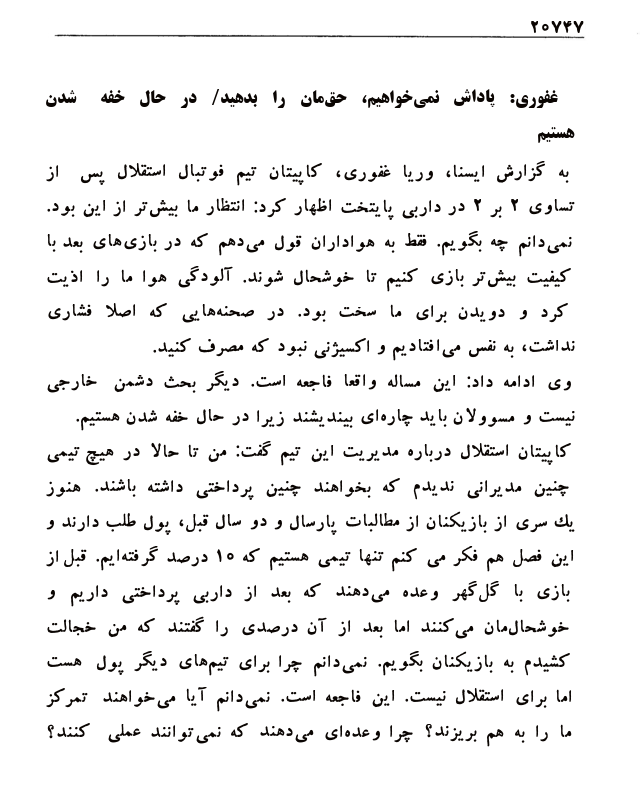 ۲۰۷۴۷
غفوری: پاداش نمی‌خواهیم، حق‌مان را بدهید/ در حال خفه شدن
هستیم
به گزارش ایسنا، وریا غفوری، کاپیتان تیم فوتبال استقلال پس از
تساوی ۲ بر ۲ در داربی پایتخت اظهار کرد: انتظار ما بیش‌تر از این بود.
نمی‌دانم چه بگویم. فقط به هواداران قول می‌دهم که در بازی‌های بعد با
کیفیت بیش‌تر بازی کنیم تا خوشحال شوند. آلودگی هوا ما را اذیت
کرد و دویدن برای ما سخت بود. در صحنه‌هایی که اصلا فشاری
نداشت، به نفس می‌افتادیم و اکسیژنی نبود که مصرف کنید.
وی ادامه داد: این مساله واقعا فاجعه است. دیگر بحث دشمن خارجی
نیست و مسوولان باید چاره‌ای بیندیشند زیرا در حال خفه شدن هستیم.
کاپیتان استقلال درباره مدیریت این تیم گفت: من تا حالا در هیچ تیمی
چنین مدیرانی ندیدم که بخواهند چنین پرداختی داشته باشند. هنوز
یك سری از بازیکنان از مطالبات پارسال و دو سال قبل، پول طلب دارند و
این فصل هم فکر می کنم تنها تیمی هستیم که ۱۵ درصد گرفته‌ایم. قبل از
بازی با گل‌گهر وعده می‌دهند که بعد از داربی پرداختی داریم و
خوشحال‌مان می‌کنند اما بعد از آن درصدی را گفتند که من خجالت
کشیدم به بازیکنان بگویم. نمی‌دانم چرا برای تیم‌های دیگر پول هست
اما برای استقلال نیست. این فاجعه است. نمی‌دانم آیا می‌خواهند تمرکز
ما را به هم بریزند؟ چرا وعده‌ای می‌دهند که نمی‌توانند عملی کنند؟